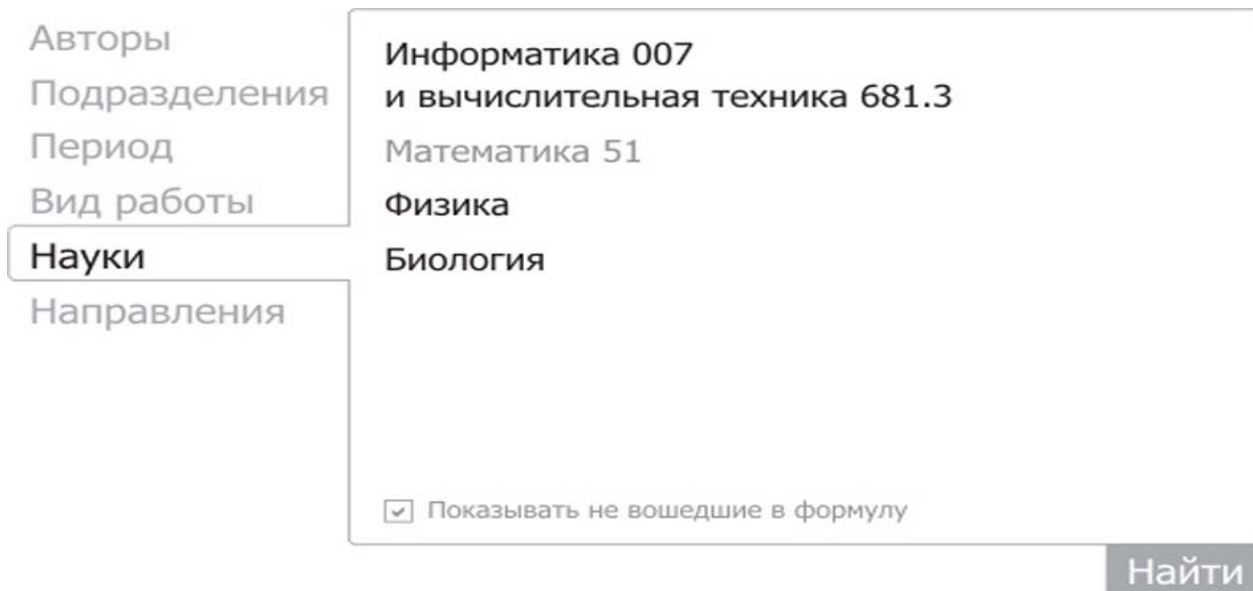 Авторы
Подразделения
Период
Вид работы
Науки
Направления
Информатика 007
и вычислительная техника 681.3
Математика 51
Физика
Биология
Показывать не вошедшие в формулу
Найти